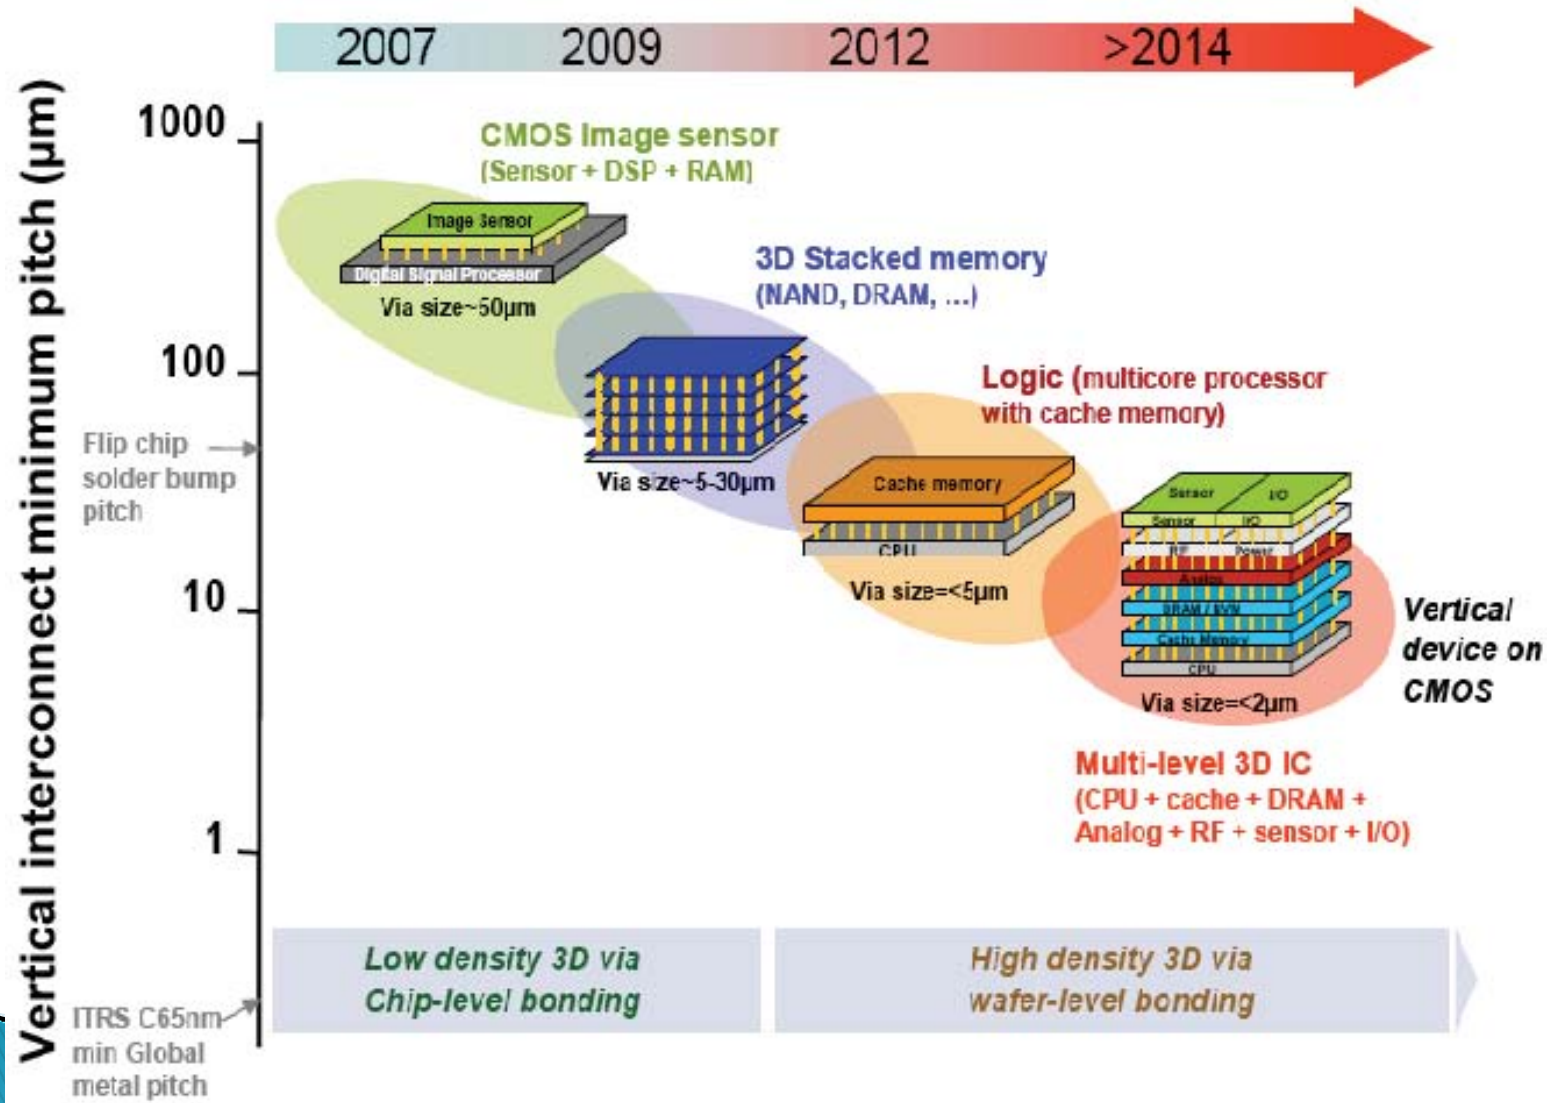 2007
2009
2012
>2014
Vertical interconnect minimum pitch (µm)
1000
100
10
1
Flip chip
solder bump
pitch
ITRS C65nm
min Global
metal pitch
CMOS Image sensor
(Sensor + DSP + RAM)
Image Sensor
Digital Signal Processor
Via size~50µm
3D Stacked memory
(NAND, DRAM, ...)
Via size~5-30µm
Logic (multicore processor
with cache memory)
Cache memory
CPU
Via size=<5µm
Sensor
I/O
Sensor
I/O
RF
Power
Analog
DRAM / NVM
Cache Memory
CPU
Via size=<2µm
Vertical
device on
CMOS
Multi-level 3D IC
(CPU + cache + DRAM +
Analog + RF + sensor + I/O)
Low density 3D via
Chip-level bonding
High density 3D via
wafer-level bonding